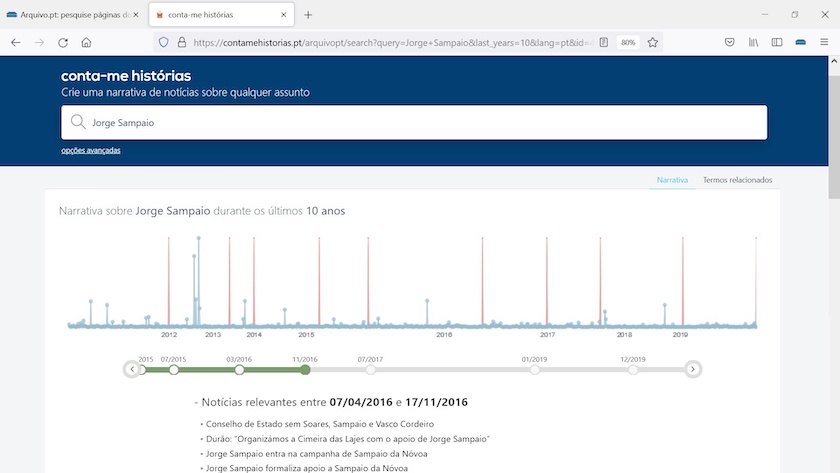 Arquivo.pt: pesquise páginas do
conta-me histórias
https://contamehistorias.pt/arquivopt/search?query=Jorge+Sampaio&last_years=10&lang=pt&id=
80%
conta-me histórias
Crie uma narrativa de notícias sobre qualquer assunto
Jorge Sampaio
opções avançadas
Narrativa
Termos relacionados
Narrativa sobre Jorge Sampaio durante os últimos 10 anos
2012 2013 2014 2015 2016 2017 2018 2019
2015 07/2015 03/2016 11/2016 07/2017 01/2019 12/2019
- Notícias relevantes entre 07/04/2016 e 17/11/2016
• Conselho de Estado sem Soares, Sampaio e Vasco Cordeiro
• Durão: "Organizámos a Cimeira das Lajes com o apoio de Jorge Sampaio"
• Jorge Sampaio entra na campanha de Sampaio da Nóvoa
• Jorge Sampaio formaliza apoio a Sampaio da Nóvoa